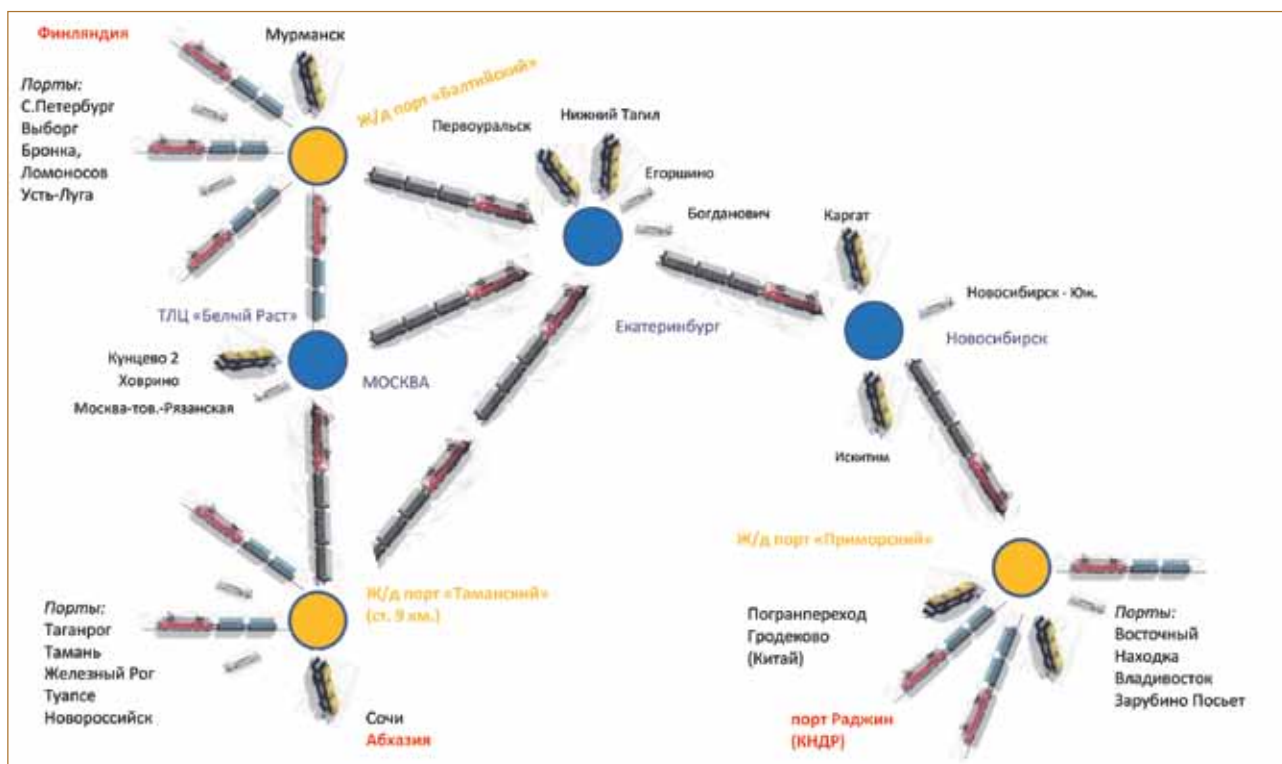 Финляндия
Мурманск
Порты:
С.Петербург
Выборг
Бронка,
Ломоносов
Усть-Луга
Ж/д порт «Балтийский»
Первоуральск
Нижний Тагил
Егоршино
Богданович
Каргат
Новосибирск - Юж.
Новосибирск
Екатеринбург
ТЛЦ «Белый Раст»
Кунцево 2
Ховрино
Москва-тов.-Рязанская
МОСКВА
Искитим
Ж/д порт «Приморский»
Ж/д порт «Таманский»
(ст. 9 км.)
Порты:
Таганрог
Тамань
Железный Рог
Туапсе
Новороссийск
Сочи
Абхазия
Погранпереход
Гродеково
(Китай)
порт Раджин
(КНДР)
Порты:
Восточный
Находка
Владивосток
Зарубино Посьет